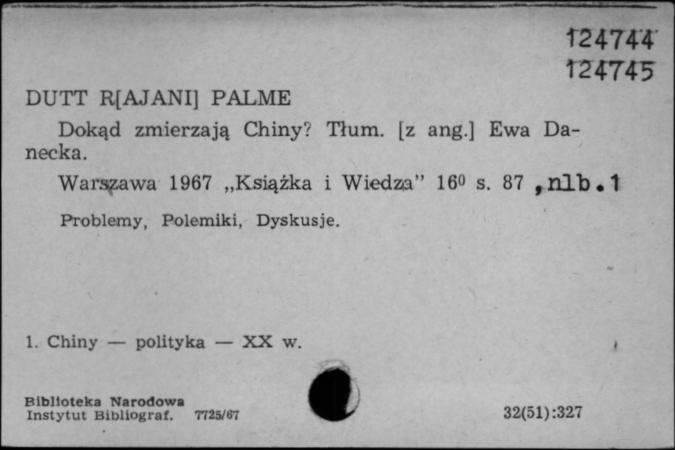 124744
124745
DUTT R[AJANI] PALME
Dokąd zmierzają Chiny? Tłum. [z ang.] Ewa Da-
necka.
Warszawa 1967 „Książka i Wiedza” 16⁰ s. 87 , nlb. 1
Problemy, Polemiki, Dyskusje.
1. Chiny — polityka — XX w.
Biblioteka Narodowa
Instytut Bibliograf. 7725/67
32(51):327